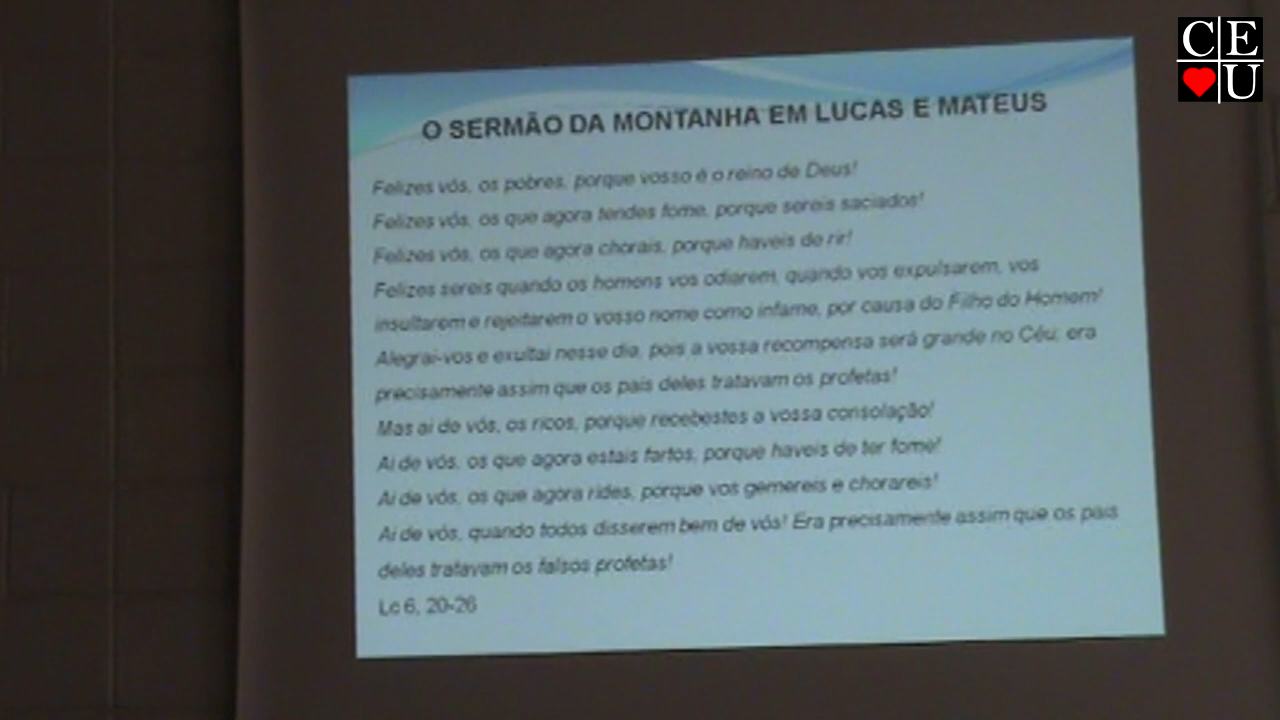 CE
U
O SERMÃO DA MONTANHA EM LUCAS E MATEUS
Felizes vós, os pobres, porque vosso é o reino de Deus!
Felizes vós, os que agora tendes fome, porque sereis saciados!
Felizes vós, os que agora chorais, porque haveis de rir!
Felizes sereis quando os homens vos odiarem, quando vos expulsarem, vos
insultarem e rejeitarem o vosso nome como infame, por causa do Filho do Homem!
Alegrai-vos e exultai nesse dia, pois a vossa recompensa será grande no Céu; era
precisamente assim que os pais deles tratavam os profetas!
Mas ai de vós, os ricos, porque recebestes a vossa consolação!
Ai de vós, os que agora estais fartos, porque haveis de ter fome!
Ai de vós, os que agora rides, porque vos gemereis e chorareis!
Ai de vós, quando todos disserem bem de vós! Era precisamente assim que os pais
deles tratavam os falsos profetas!
Lc 6, 20-26